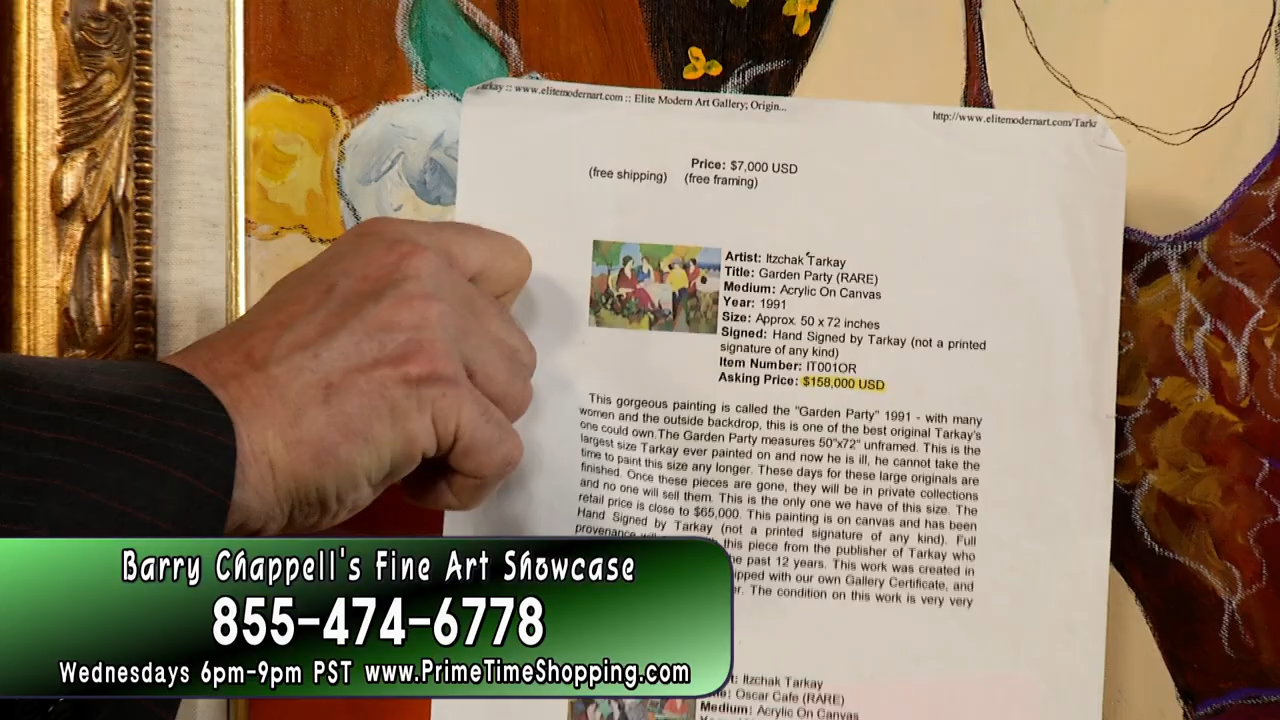 Tarkay :: www.elitemodernart.com :: Elite Modern Art Gallery; Origin...
http://www.elitemodernart.com/Tarka
Price: $7,000 USD
(free shipping) (free framing)
Artist: Itzchak Tarkay
Title: Garden Party (RARE)
Medium: Acrylic On Canvas
Year: 1991
Size: Approx. 50 x 72 inches
Signed: Hand Signed by Tarkay (not a printed
signature of any kind)
Item Number: IT001OR
Asking Price: $158,000 USD
This gorgeous painting is called the "Garden Party" 1991 - with many
women and the outside backdrop, this is one of the best original Tarkay's
one could own.The Garden Party measures 50"x72" unframed. This is the
largest size Tarkay ever painted on and now he is ill, he cannot take the
time to paint this size any longer. These days for these large originals are
finished. Once these pieces are gone, they will be in private collections
and no one will sell them. This is the only one we have of this size. The
retail price is close to $65,000. This painting is on canvas and has been
Hand Signed by Tarkay (not a printed signature of any kind). Full
provenance this piece from the publisher of Tarkay who
the past 12 years. This work was created in
with our own Gallery Certificate, and
The condition on this work is very very
Itzchak Tarkay
Oscar Cafe (RARE)
Medium: Acrylic On Canvas
Barry Chappell's Fine Art Showcase
855-474-6778
Wednesdays 6pm-9pm PST www.PrimeTimeShopping.com